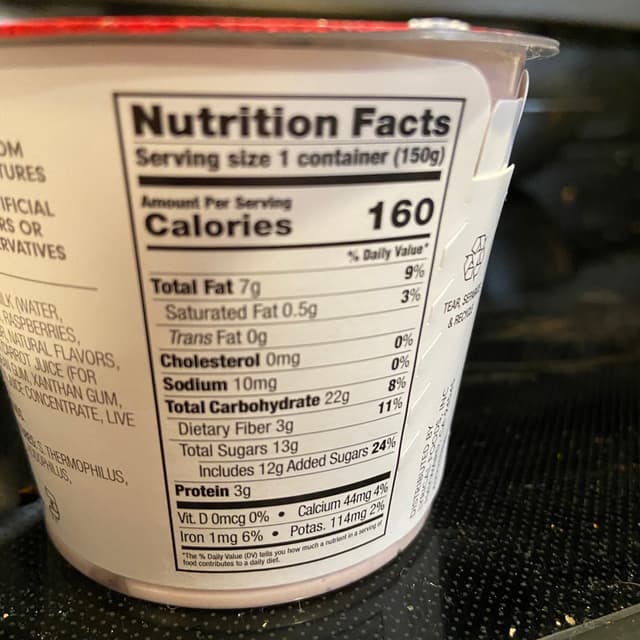 OM
TURES
IFICIAL
RS OR
RVATIVES
LK (WATER,
RASPBERRIES,
NATURAL FLAVORS,
JUICE (FOR
GUM, XANTHAN GUM,
CONCENTRATE, LIVE
S. THERMOPHILUS,
Nutrition Facts
Serving size 1 container (150g)
Amount Per Serving
Calories 160
% Daily Value*
Total Fat 7g 9%
Saturated Fat 0.5g 3%
Trans Fat 0g
Cholesterol 0mg 0%
Sodium 10mg 0%
Total Carbohydrate 22g 8%
Dietary Fiber 3g 11%
Total Sugars 13g
Includes 12g Added Sugars 24%
Protein 3g
Vit. D 0mcg 0% • Calcium 44mg 4%
Iron 1mg 6% • Potas. 114mg 2%
*The % Daily Value (DV) tells you how much a nutrient in a serving of
food contributes to a daily diet.
TEAR,
& RECYCLE
DISTRIBUTED BY